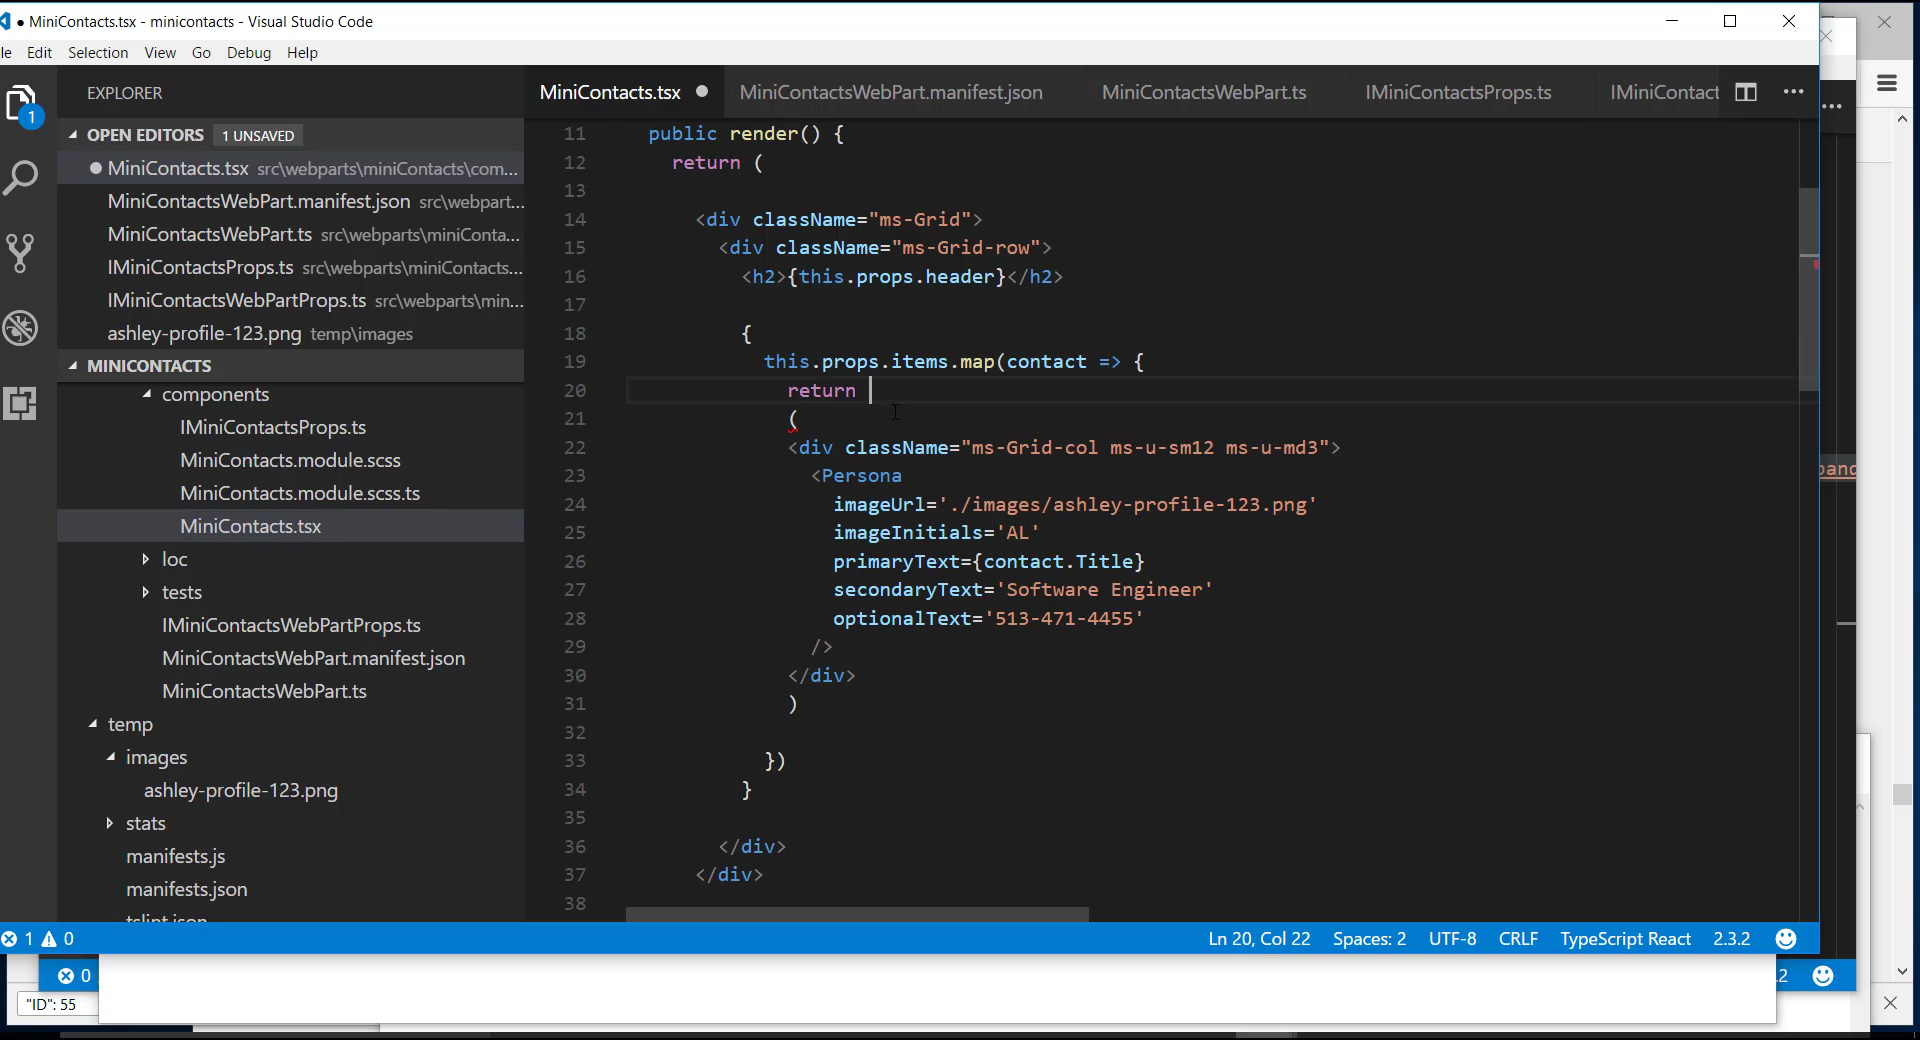 MiniContacts.tsx - minicontacts - Visual Studio Code
le Edit Selection View Go Debug Help
EXPLORER
OPEN EDITORS 1 UNSAVED
MiniContacts.tsx src\webparts\miniContacts\com...
MiniContactsWebPart.manifest.json src\webpart...
MiniContactsWebPart.ts src\webparts\miniConta...
IMiniContactsProps.ts src\webparts\miniContacts...
IMiniContactsWebPartProps.ts src\webparts\min...
ashley-profile-123.png temp\images
MINICONTACTS
components
IMiniContactsProps.ts
MiniContacts.module.scss
MiniContacts.module.scss.ts
MiniContacts.tsx
loc
tests
IMiniContactsWebPartProps.ts
MiniContactsWebPart.manifest.json
MiniContactsWebPart.ts
temp
images
ashley-profile-123.png
stats
manifests.js
manifests.json
tslint.json
1
MiniContacts.tsx MiniContactsWebPart.manifest.json MiniContactsWebPart.ts IMiniContactsProps.ts IMiniContact
11 public render() {
12 return (
13
14 <div className="ms-Grid">
15 <div className="ms-Grid-row">
16 <h2>{this.props.header}</h2>
17
18 {
19 this.props.items.map(contact => {
20 return
21 (
22 <div className="ms-Grid-col ms-u-sm12 ms-u-md3">
23 <Persona
24 imageUrl='./images/ashley-profile-123.png'
25 imageInitials='AL'
26 primaryText={contact.Title}
27 secondaryText='Software Engineer'
28 optionalText='513-471-4455'
29 />
30 </div>
31 )
32
33 })
34 }
35
36 </div>
37 </div>
38
pand
1 0 Ln 20, Col 22 Spaces: 2 UTF-8 CRLF TypeScript React 2.3.2
0 .2
"ID": 55